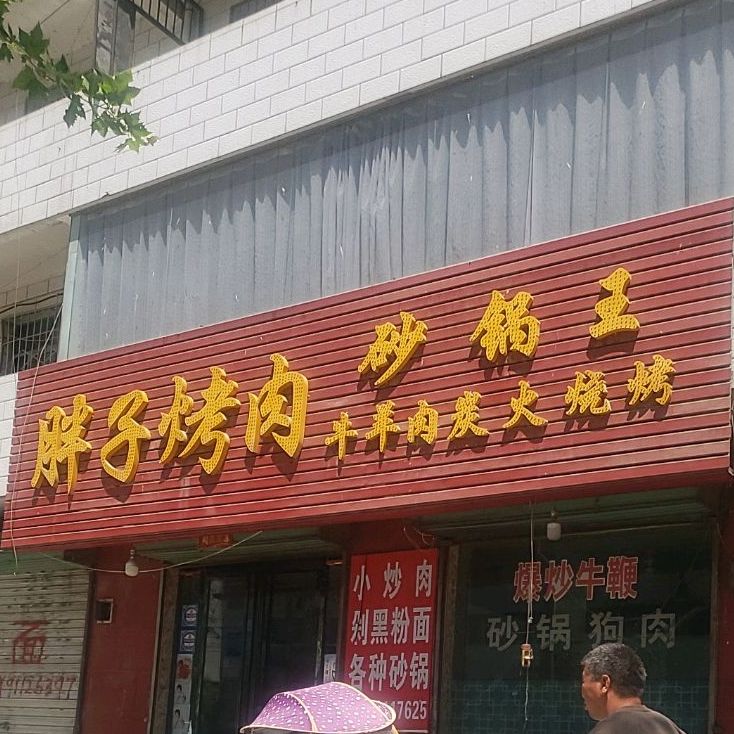 胖子烤肉
砂锅王
牛羊肉炭火烧烤
小炒肉
剁黑粉面
各种砂锅
17625
爆炒牛鞭
砂锅狗肉
面